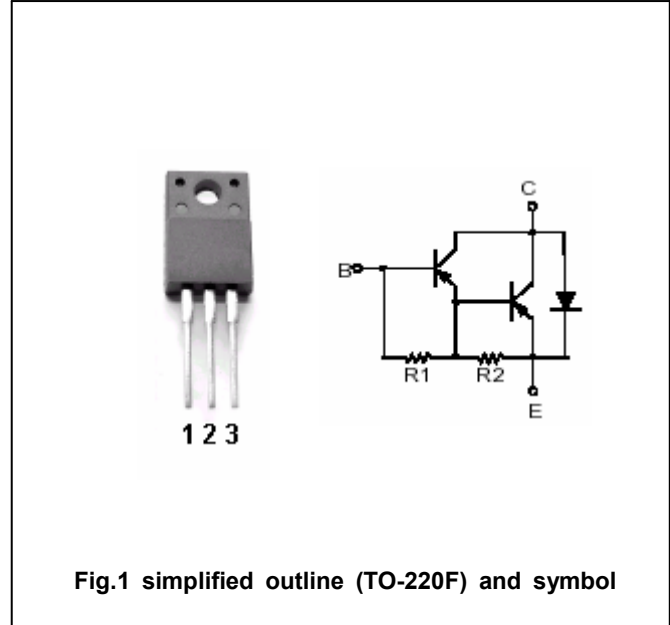 C
B
R1 R2
E
1 2 3
Fig.1 simplified outline (TO-220F) and symbol